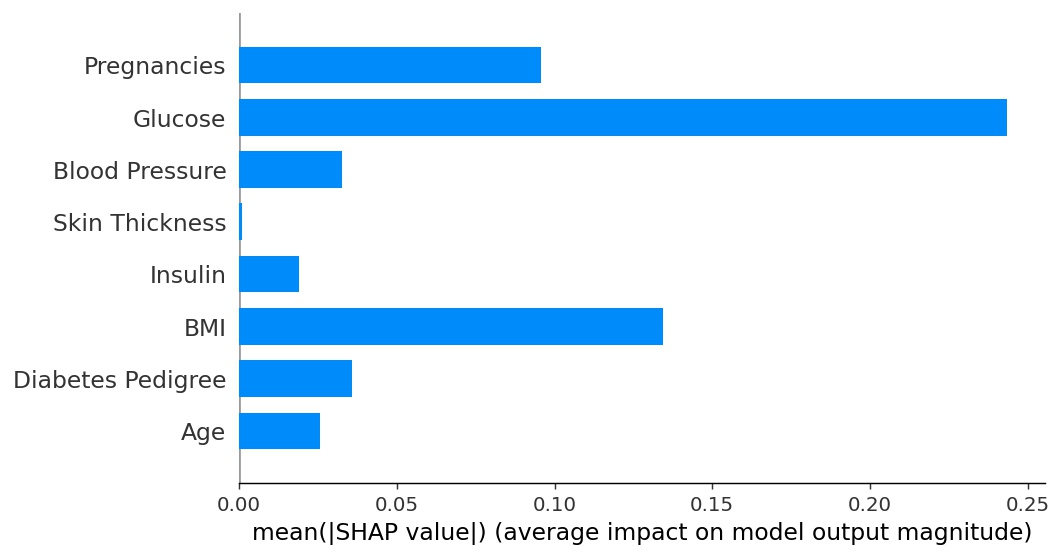 Pregnancies
Glucose
Blood Pressure
Skin Thickness
Insulin
BMI
Diabetes Pedigree
Age
0.00 0.05 0.10 0.15 0.20 0.25
mean(|SHAP value|) (average impact on model output magnitude)